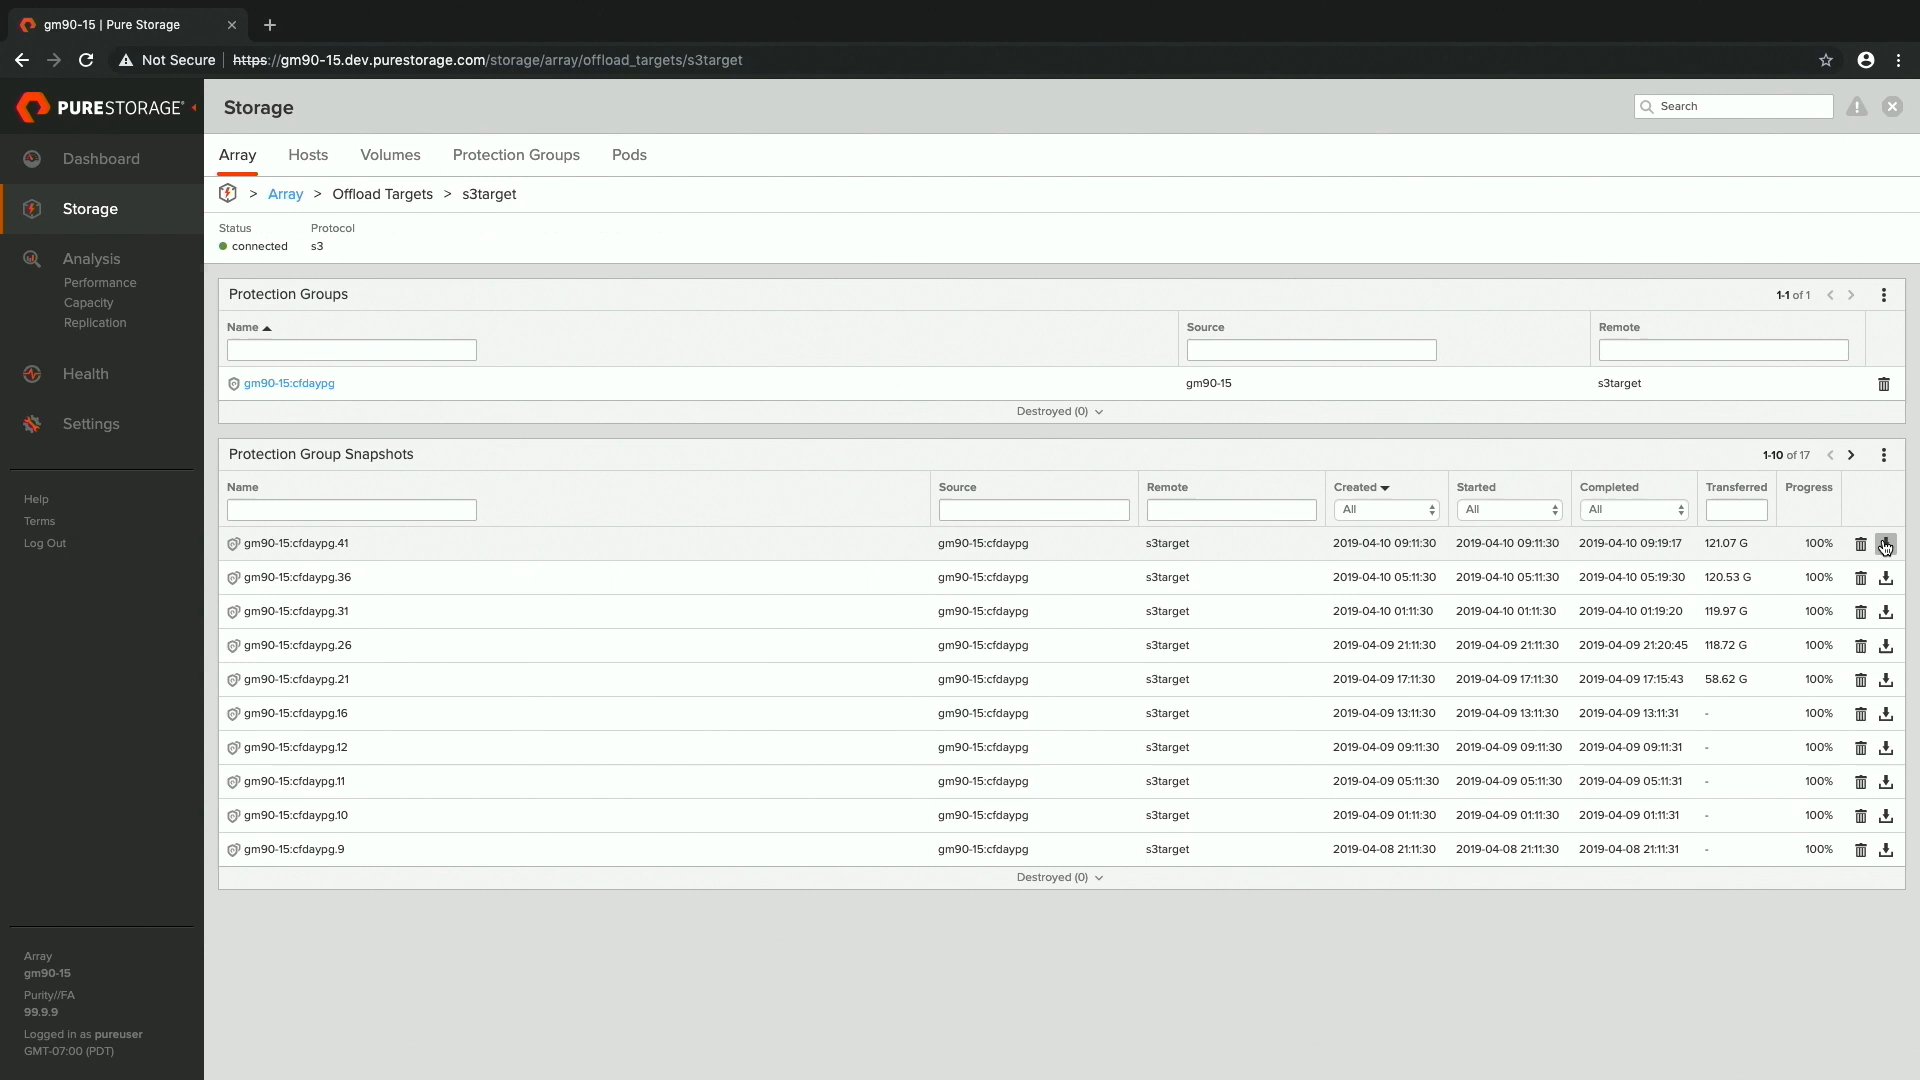 gm90-15 | Pure Storage
Not Secure
https://gm90-15.dev.purestorage.com/storage/array/offload_targets/s3target
PURESTORAGE®
Storage
Search
Dashboard
Storage
Analysis
Performance
Capacity
Replication
Health
Settings
Help
Terms
Log Out
Array
gm90-15
Purity//FA
99.9.9
Logged in as pureuser
GMT-07:00 (PDT)
Array Hosts Volumes Protection Groups Pods
> Array > Offload Targets > s3target
Status Protocol
connected s3
Protection Groups 1-1 of 1
Name Source Remote
gm90-15:cfdaypg gm90-15 s3target
Destroyed (0)
Protection Group Snapshots 1-10 of 17
Name Source Remote Created Started Completed Transferred Progress
All All All
gm90-15:cfdaypg.41 gm90-15:cfdaypg s3target 2019-04-10 09:11:30 2019-04-10 09:11:30 2019-04-10 09:19:17 121.07 G 100%
gm90-15:cfdaypg.36 gm90-15:cfdaypg s3target 2019-04-10 05:11:30 2019-04-10 05:11:30 2019-04-10 05:19:30 120.53 G 100%
gm90-15:cfdaypg.31 gm90-15:cfdaypg s3target 2019-04-10 01:11:30 2019-04-10 01:11:30 2019-04-10 01:19:20 119.97 G 100%
gm90-15:cfdaypg.26 gm90-15:cfdaypg s3target 2019-04-09 21:11:30 2019-04-09 21:11:30 2019-04-09 21:20:45 118.72 G 100%
gm90-15:cfdaypg.21 gm90-15:cfdaypg s3target 2019-04-09 17:11:30 2019-04-09 17:11:30 2019-04-09 17:15:43 58.62 G 100%
gm90-15:cfdaypg.16 gm90-15:cfdaypg s3target 2019-04-09 13:11:30 2019-04-09 13:11:30 2019-04-09 13:11:31 - 100%
gm90-15:cfdaypg.12 gm90-15:cfdaypg s3target 2019-04-09 09:11:30 2019-04-09 09:11:30 2019-04-09 09:11:31 - 100%
gm90-15:cfdaypg.11 gm90-15:cfdaypg s3target 2019-04-09 05:11:30 2019-04-09 05:11:30 2019-04-09 05:11:31 - 100%
gm90-15:cfdaypg.10 gm90-15:cfdaypg s3target 2019-04-09 01:11:30 2019-04-09 01:11:30 2019-04-09 01:11:31 - 100%
gm90-15:cfdaypg.9 gm90-15:cfdaypg s3target 2019-04-08 21:11:30 2019-04-08 21:11:30 2019-04-08 21:11:31 - 100%
Destroyed (0)